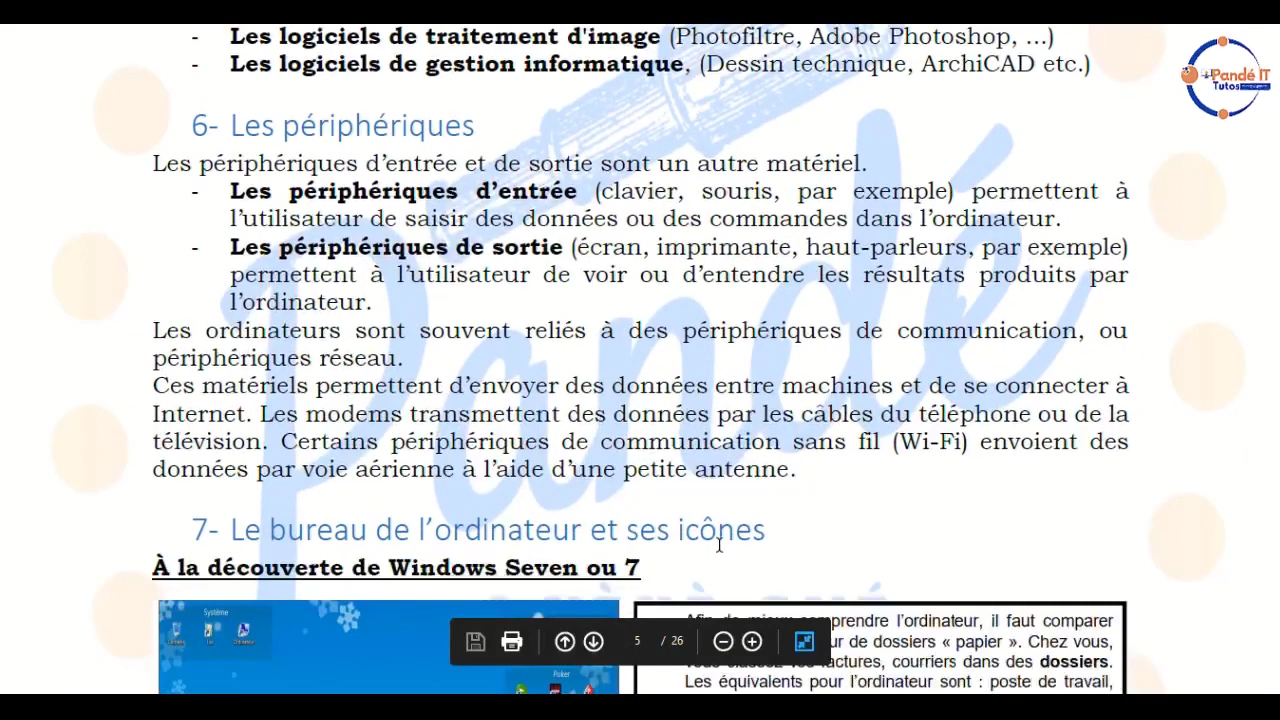 - Les logiciels de traitement d'image (Photofiltre, Adobe Photoshop, ...)
- Les logiciels de gestion informatique, (Dessin technique, ArchiCAD etc.)
Pandé IT
Tutos
6- Les périphériques
Les périphériques d’entrée et de sortie sont un autre matériel.
- Les périphériques d’entrée (clavier, souris, par exemple) permettent à
l’utilisateur de saisir des données ou des commandes dans l’ordinateur.
- Les périphériques de sortie (écran, imprimante, haut-parleurs, par exemple)
permettent à l’utilisateur de voir ou d’entendre les résultats produits par
l’ordinateur.
Les ordinateurs sont souvent reliés à des périphériques de communication, ou
périphériques réseau.
Ces matériels permettent d’envoyer des données entre machines et de se connecter à
Internet. Les modems transmettent des données par les câbles du téléphone ou de la
télévision. Certains périphériques de communication sans fil (Wi-Fi) envoient des
données par voie aérienne à l’aide d’une petite antenne.
Pandé
7- Le bureau de l’ordinateur et ses icônes
À la découverte de Windows Seven ou 7
Système
Poker
l’ordinateur, il faut comparer
de dossiers « papier ». Chez vous,
factures, courriers dans des dossiers.
Les équivalents pour l’ordinateur sont : poste de travail,
5 / 26